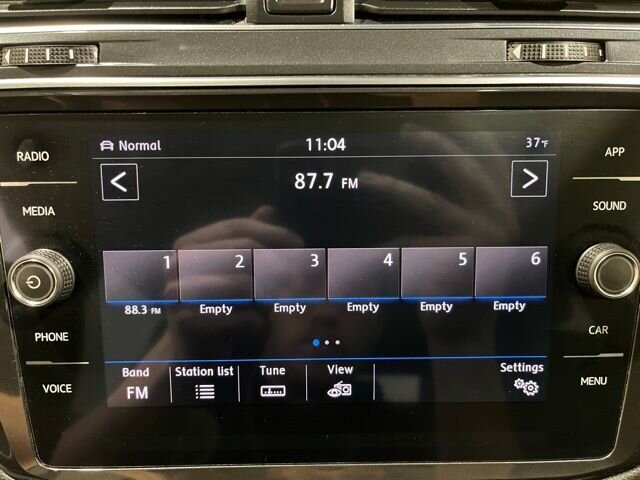 Normal 11:04 37°F
RADIO APP
87.7 FM
MEDIA SOUND
1 2 3 4 5 6
88.3 FM Empty Empty Empty Empty Empty
PHONE CAR
Band Station list Tune View Settings
FM
VOICE MENU